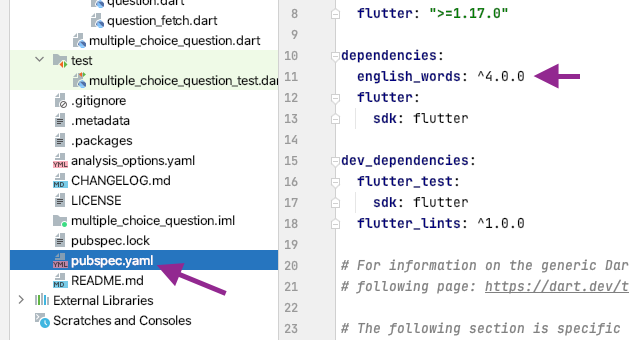 question.dart
question_fetch.dart
multiple_choice_question.dart
test
multiple_choice_question_test.da
.gitignore
.metadata
.packages
analysis_options.yaml
CHANGELOG.md
LICENSE
multiple_choice_question.iml
pubspec.lock
pubspec.yaml
README.md
External Libraries
Scratches and Consoles
8 flutter: ">=1.17.0"
9
10 dependencies:
11 english_words: ^4.0.0
12 flutter:
13 sdk: flutter
14
15 dev_dependencies:
16 flutter_test:
17 sdk: flutter
18 flutter_lints: ^1.0.0
19
20 # For information on the generic Dar
21 # following page: https://dart.dev/t
22
23 # The following section is specific